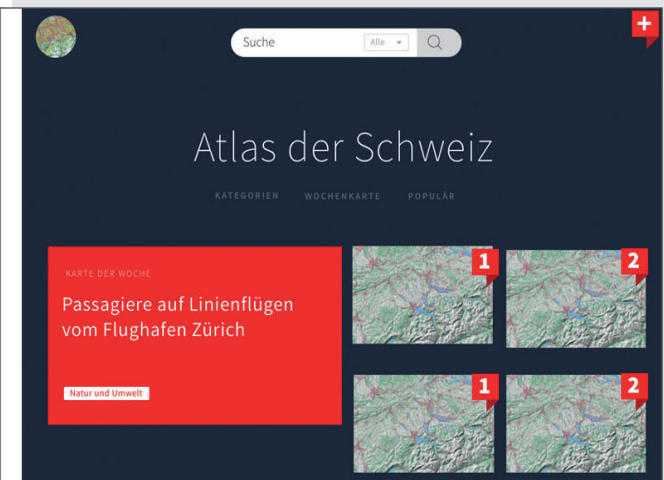 Suche
Alle
+
Atlas der Schweiz
KATEGORIEN WOCHENKARTE POPULÄR
KARTE DER WOCHE
Passagiere auf Linienflügen
vom Flughafen Zürich
Natur und Umwelt
1
2
1
2